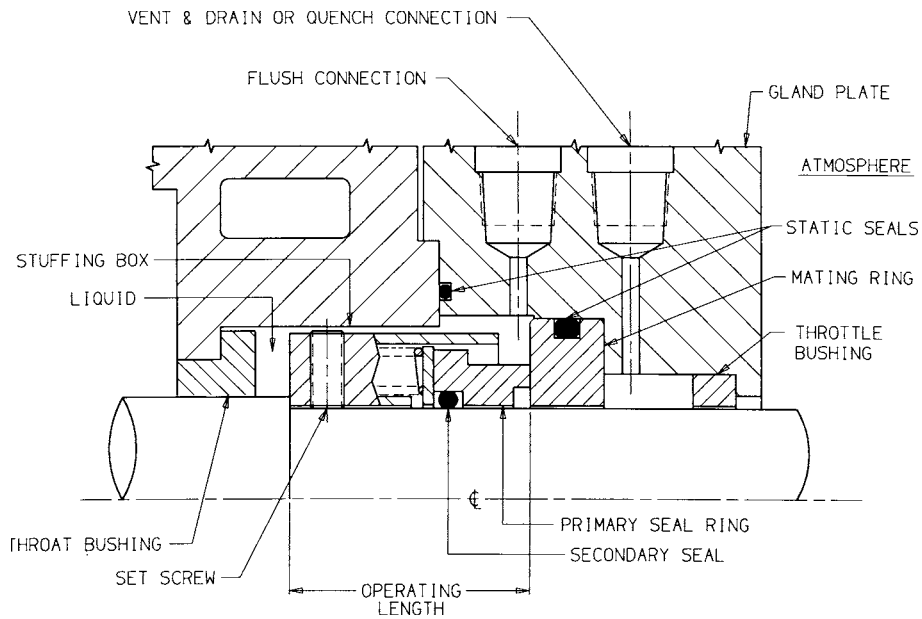 VENT & DRAIN OR QUENCH CONNECTION
FLUSH CONNECTION
GLAND PLATE
ATMOSPHERE
STATIC SEALS
STUFFING BOX
MATING RING
LIQUID
THROTTLE
BUSHING
℄
PRIMARY SEAL RING
THROAT BUSHING
SECONDARY SEAL
SET SCREW
OPERATING
LENGTH